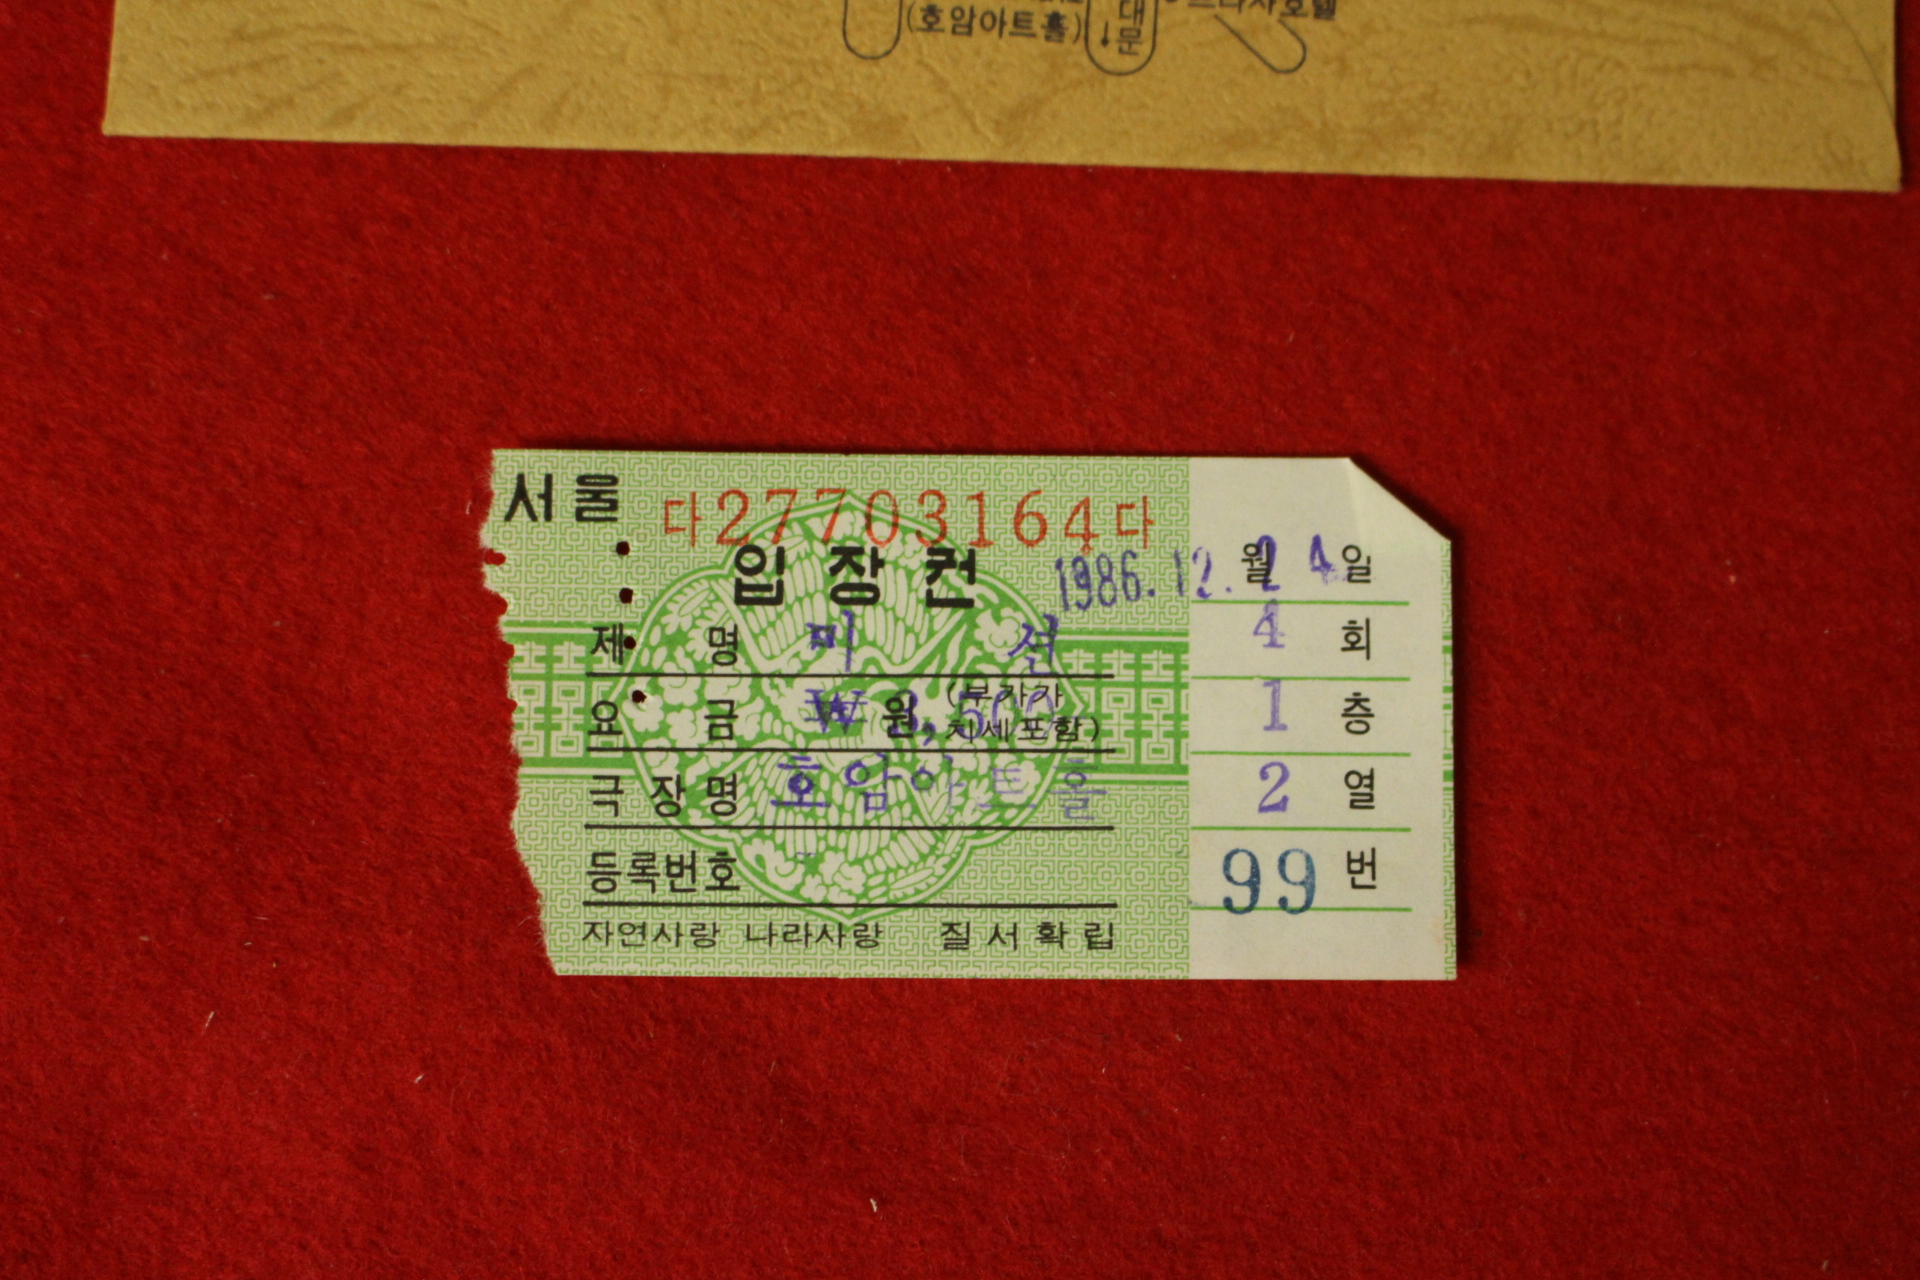 (호암아트홀)
대
↓문
서울
다27703164다
입장권
1986.12.24
월 일
제 명 미 션
4 회
요 금 ₩ 원 (부가가치세포함)
1 층
극장명 호암아트홀
2 열
등록번호
99 번
자연사랑 나라사랑 질서확립